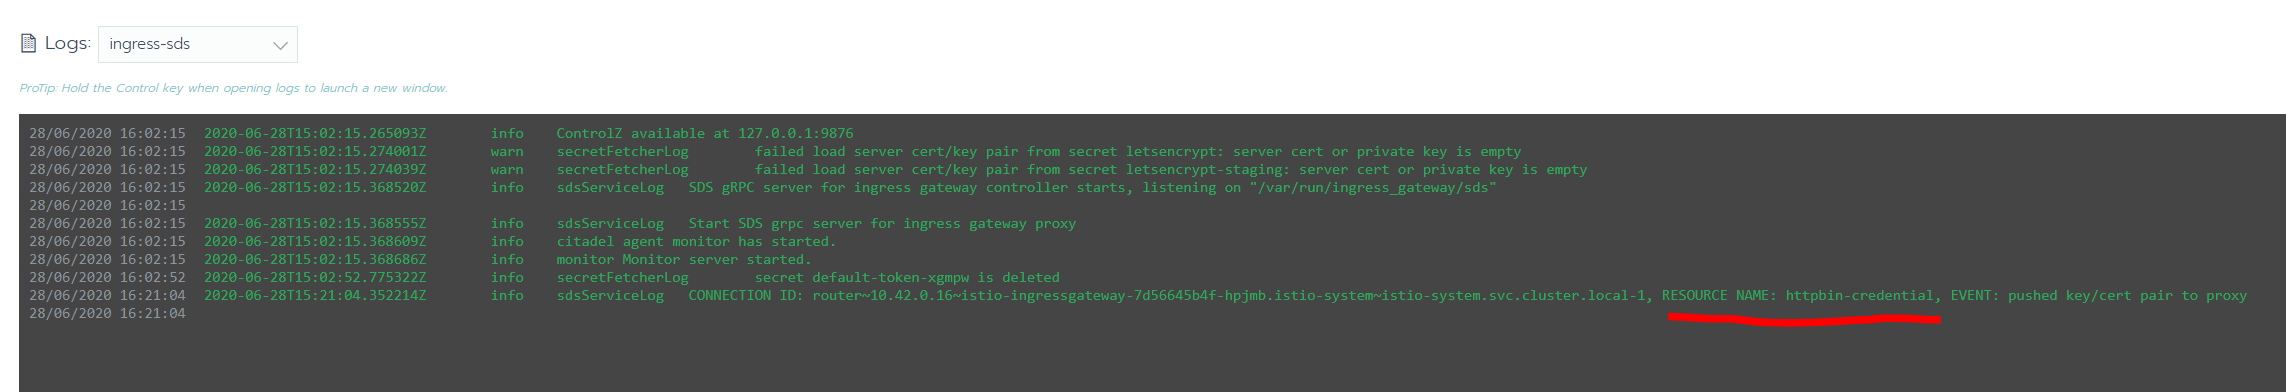 Logs: ingress-sds
ProTip: Hold the Control key when opening logs to launch a new window.
28/06/2020 16:02:15 2020-06-28T15:02:15.265093Z info ControlZ available at 127.0.0.1:9876
28/06/2020 16:02:15 2020-06-28T15:02:15.274001Z warn secretFetcherLog failed load server cert/key pair from secret letsencrypt: server cert or private key is empty
28/06/2020 16:02:15 2020-06-28T15:02:15.274039Z warn secretFetcherLog failed load server cert/key pair from secret letsencrypt-staging: server cert or private key is empty
28/06/2020 16:02:15 2020-06-28T15:02:15.368520Z info sdsServiceLog SDS gRPC server for ingress gateway controller starts, listening on "/var/run/ingress_gateway/sds"
28/06/2020 16:02:15
28/06/2020 16:02:15 2020-06-28T15:02:15.368555Z info sdsServiceLog Start SDS grpc server for ingress gateway proxy
28/06/2020 16:02:15 2020-06-28T15:02:15.368609Z info citadel agent monitor has started.
28/06/2020 16:02:15 2020-06-28T15:02:15.368686Z info monitor Monitor server started.
28/06/2020 16:02:52 2020-06-28T15:02:52.775322Z info secretFetcherLog secret default-token-xgmpw is deleted
28/06/2020 16:21:04 2020-06-28T15:21:04.352214Z info sdsServiceLog CONNECTION ID: router~10.42.0.16~istio-ingressgateway-7d56645b4f-hpjmb.istio-system~istio-system.svc.cluster.local-1, RESOURCE NAME: httpbin-credential, EVENT: pushed key/cert pair to proxy
28/06/2020 16:21:04